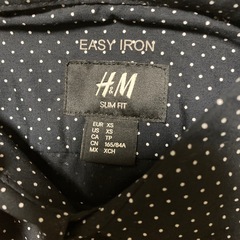 EASY IRON
H&M
SLIM FIT
EUR XS
US XS
CA TP
CN 165/84A
MX XCH